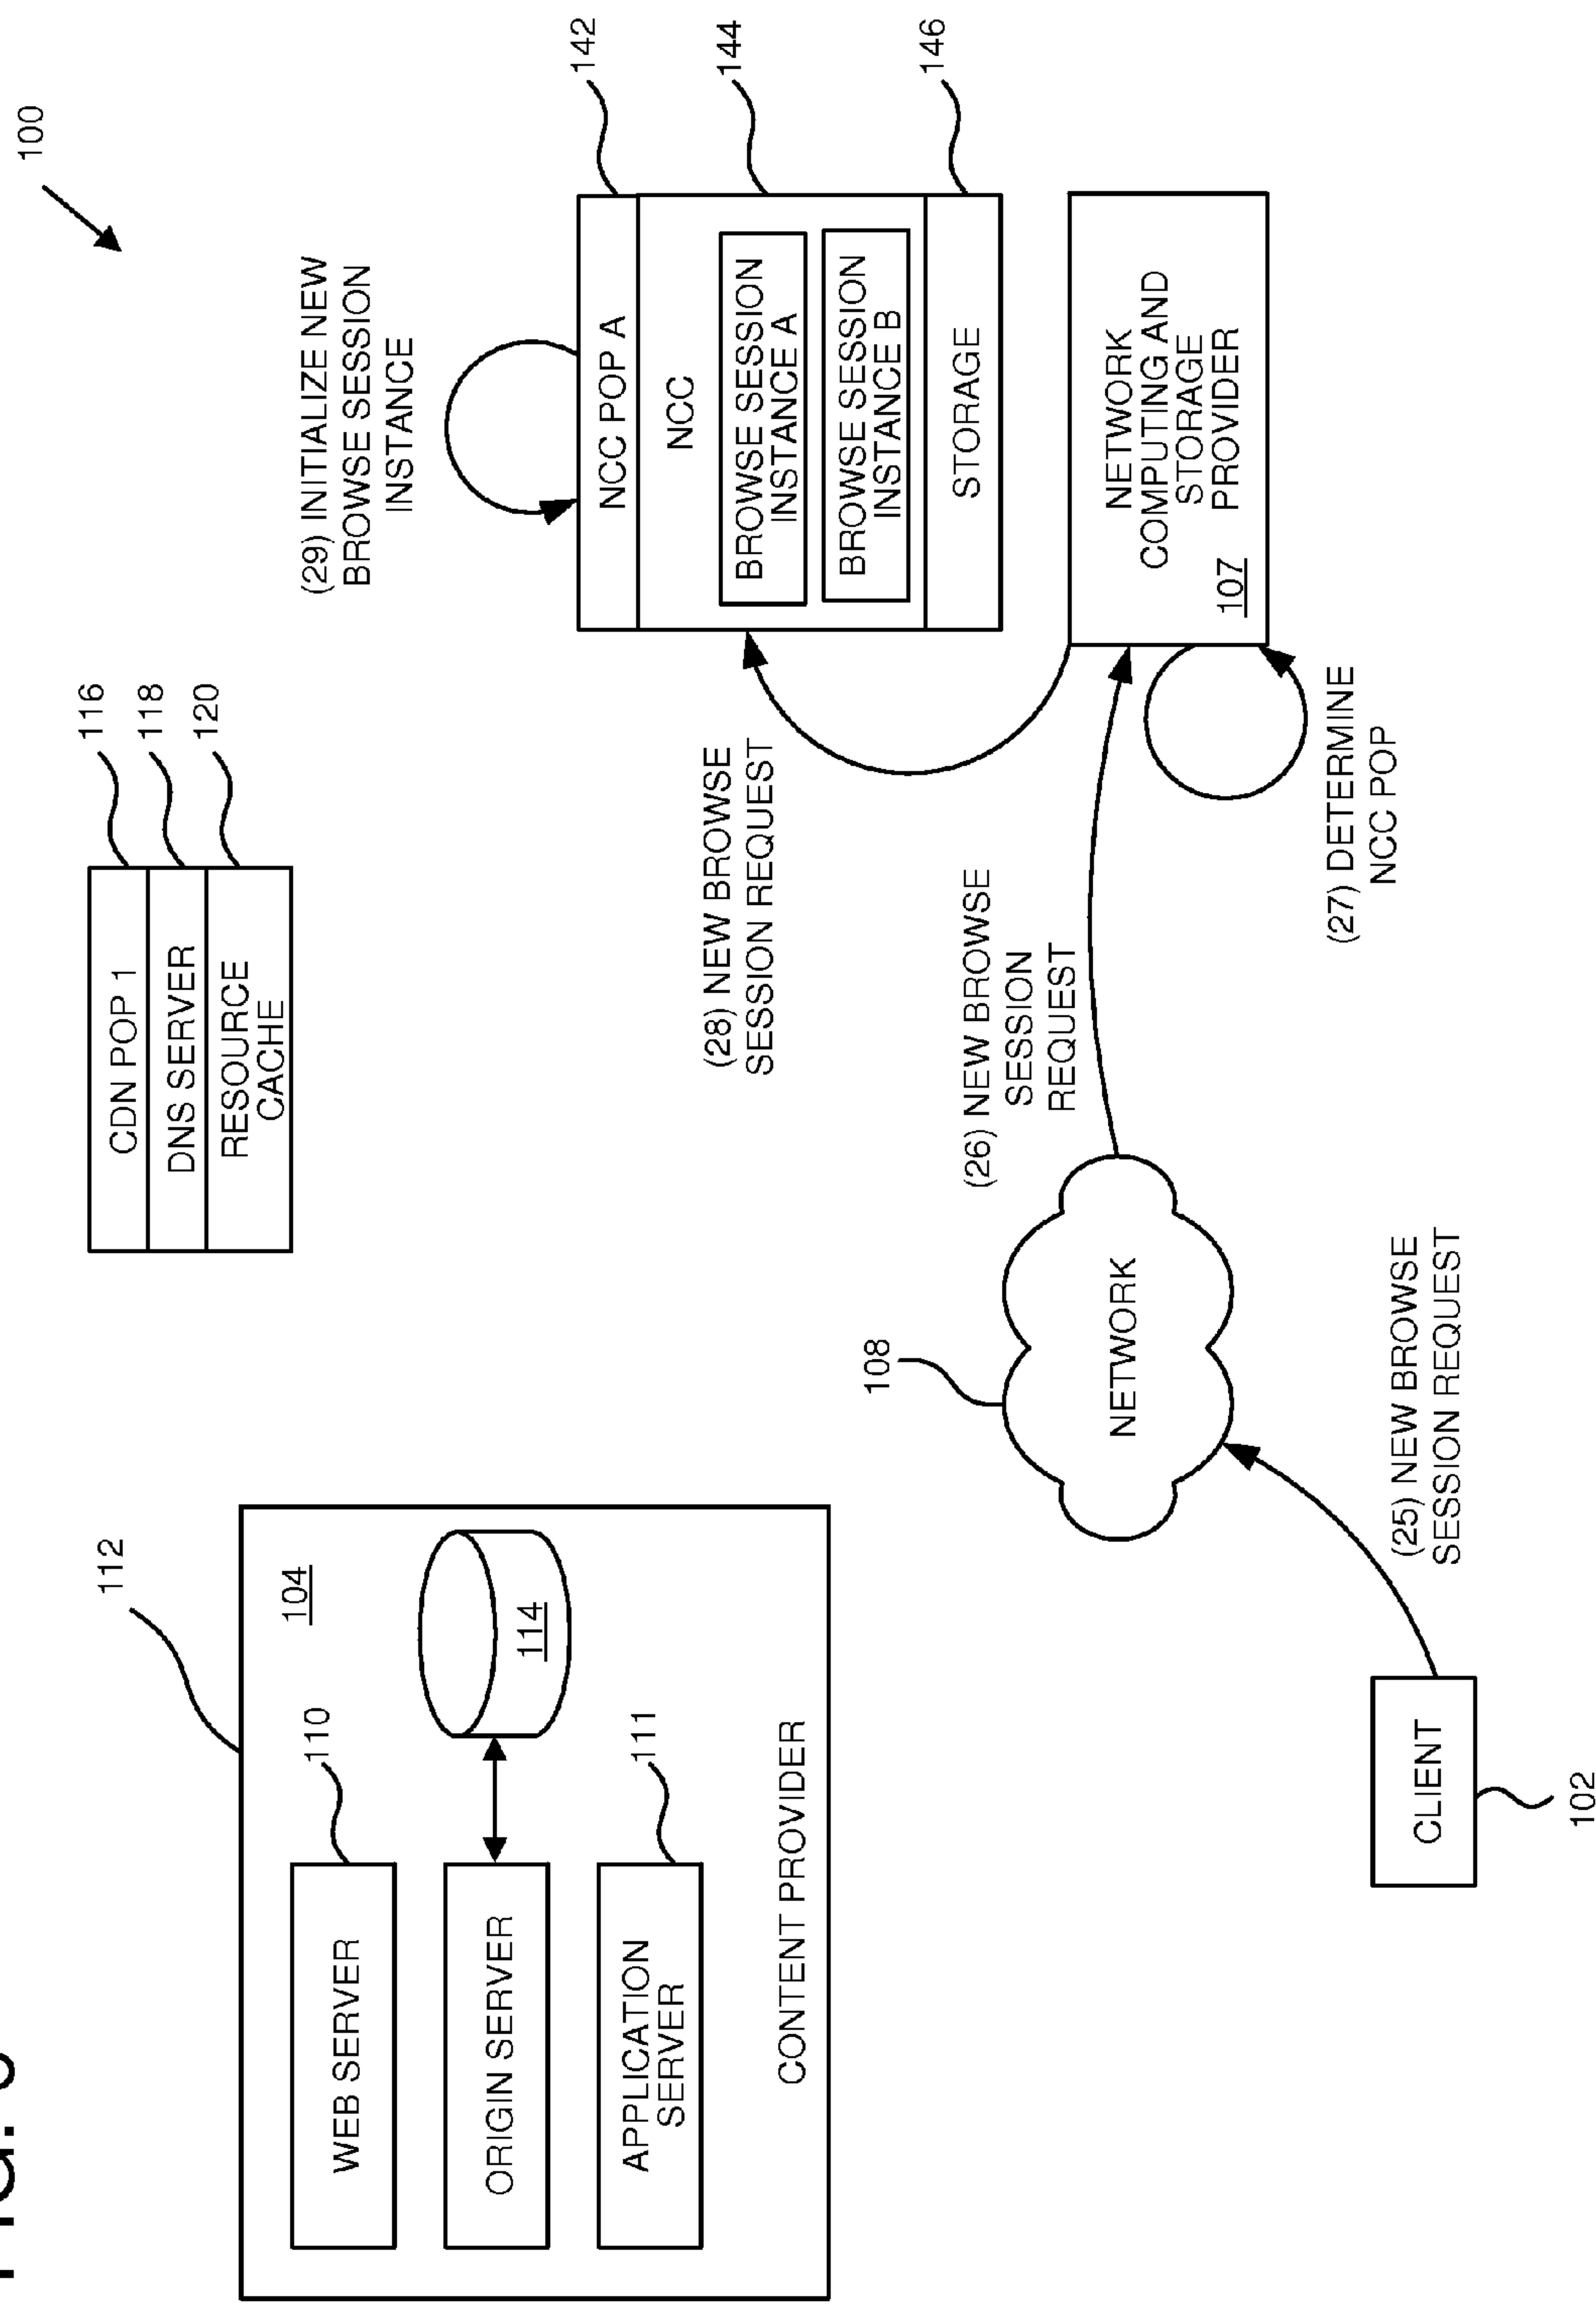 100
112
104
110
WEB SERVER
ORIGIN SERVER
114
111
APPLICATION
SERVER
CONTENT PROVIDER
116
118
120
CDN POP 1
DNS SERVER
RESOURCE
CACHE
(29) INITIALIZE NEW
BROWSE SESSION
INSTANCE
142
144
146
NCC POP A
NCC
BROWSE SESSION
INSTANCE A
BROWSE SESSION
INSTANCE B
STORAGE
(28) NEW BROWSE
SESSION REQUEST
NETWORK
COMPUTING AND
STORAGE
PROVIDER
107
(26) NEW BROWSE
SESSION
REQUEST
(27) DETERMINE
NCC POP
108
NETWORK
(25) NEW BROWSE
SESSION REQUEST
CLIENT
102